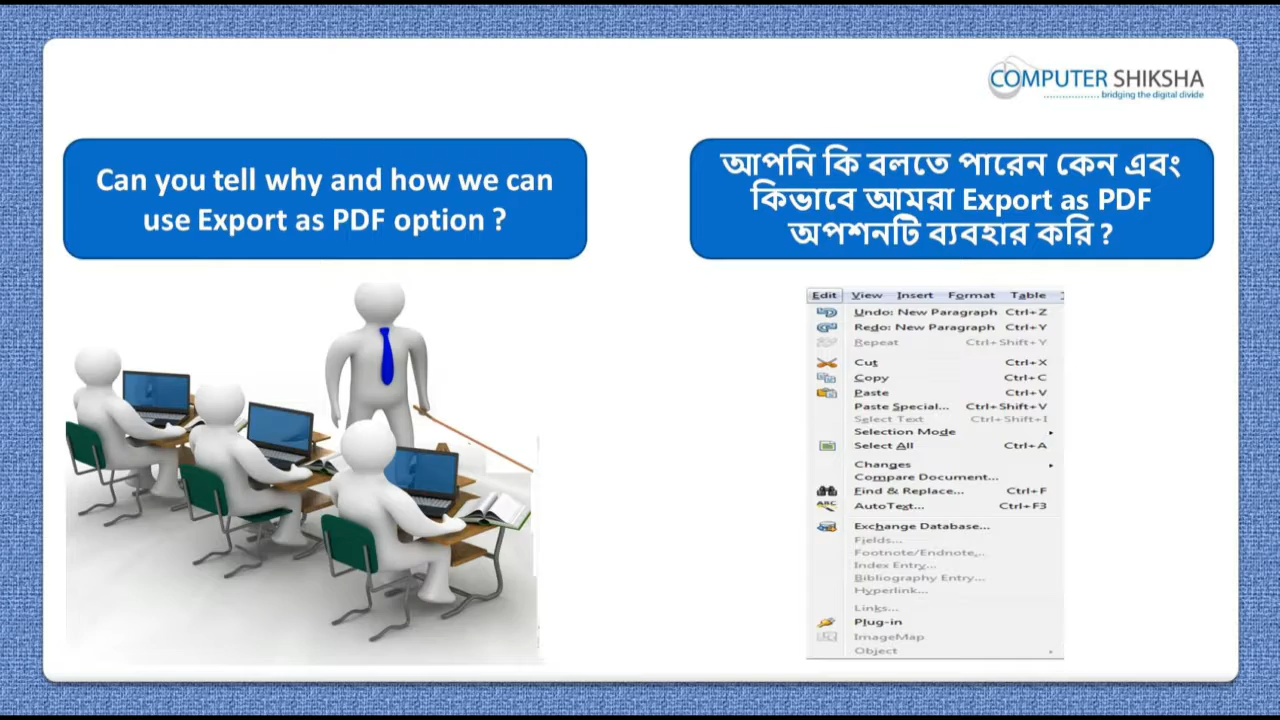 COMPUTER SHIKSHA
bridging the digital divide
Can you tell why and how we can
use Export as PDF option ?
আপনি কি বলতে পারেন কেন এবং
কিভাবে আমরা Export as PDF
অপশনটি ব্যবহার করি ?
Edit View Insert Format Table
Undo: New Paragraph Ctrl+Z
Redo: New Paragraph Ctrl+Y
Repeat Ctrl+Shift+Y
Cut Ctrl+X
Copy Ctrl+C
Paste Ctrl+V
Paste Special... Ctrl+Shift+V
Select Text Ctrl+Shift+I
Selection Mode
Select All Ctrl+A
Changes
Compare Document...
Find & Replace... Ctrl+F
ABC
AutoText... Ctrl+F3
Exchange Database...
Fields...
Footnote/Endnote...
Index Entry...
Bibliography Entry...
Hyperlink...
Links...
Plug-in
ImageMap
Object